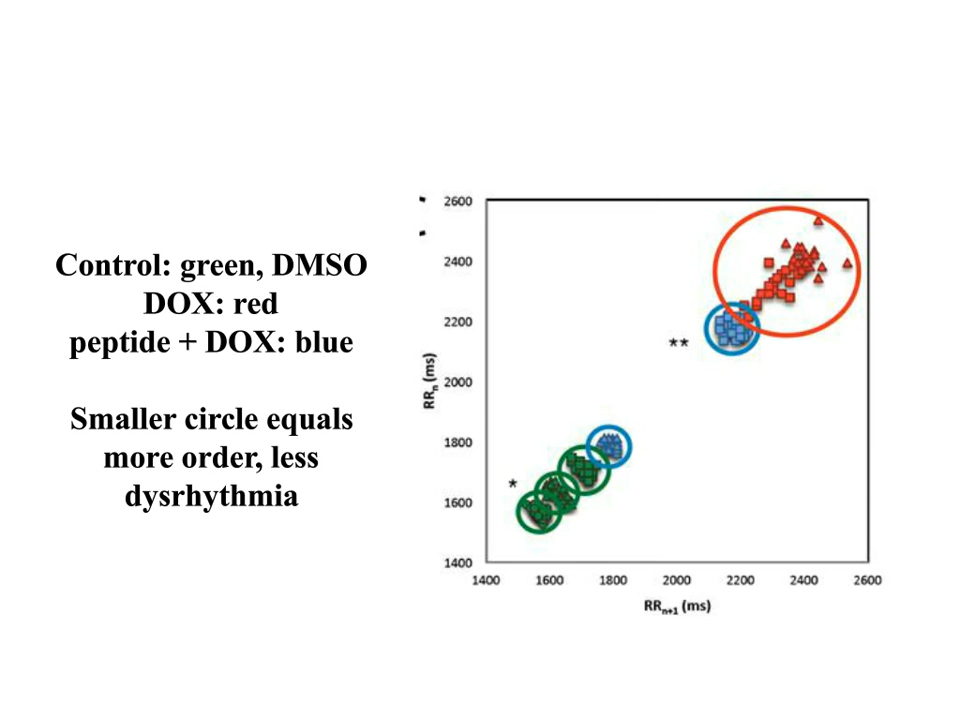 Control: green, DMSO
DOX: red
peptide + DOX: blue
Smaller circle equals
more order, less
dysrhythmia
2600
2400
2200
2000
1800
1600
1400
RRn (ms)
**
*
1400 1600 1800 2000 2200 2400 2600
RRn+1 (ms)